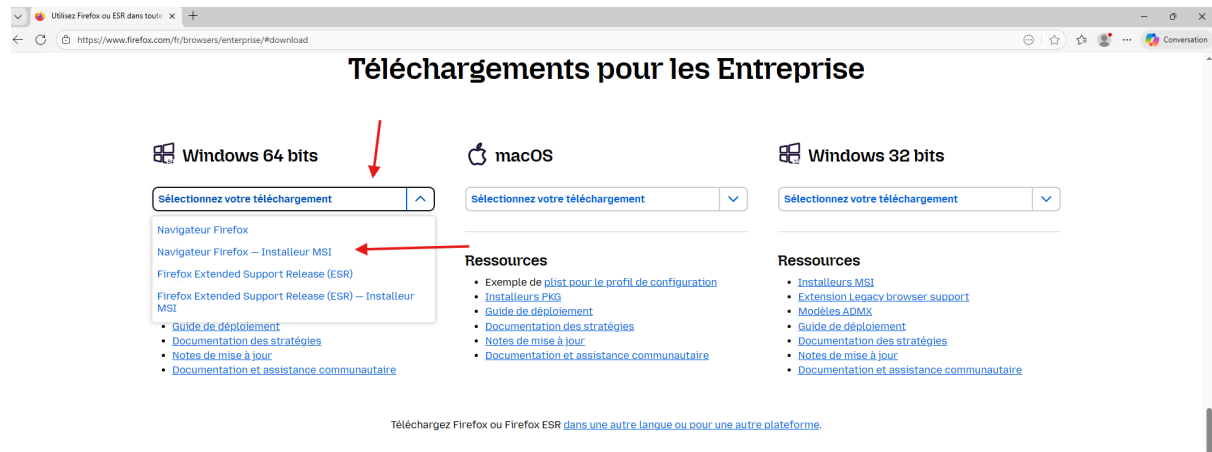 Utilisez Firefox ou ESR dans toute
https://www.firefox.com/fr/browsers/enterprise/#download
Conversation
Téléchargements pour les Entreprise
Windows 64 bits
Sélectionnez votre téléchargement
Navigateur Firefox
Navigateur Firefox — Installeur MSI
Firefox Extended Support Release (ESR)
Firefox Extended Support Release (ESR) — Installeur
MSI
Guide de déploiement
Documentation des stratégies
Notes de mise à jour
Documentation et assistance communautaire
macOS
Sélectionnez votre téléchargement
Ressources
Exemple de plist pour le profil de configuration
Installeurs PKG
Guide de déploiement
Documentation des stratégies
Notes de mise à jour
Documentation et assistance communautaire
Windows 32 bits
Sélectionnez votre téléchargement
Ressources
Installeurs MSI
Extension Legacy browser support
Modèles ADMX
Guide de déploiement
Documentation des stratégies
Notes de mise à jour
Documentation et assistance communautaire
Téléchargez Firefox ou Firefox ESR dans une autre langue ou pour une autre plateforme.